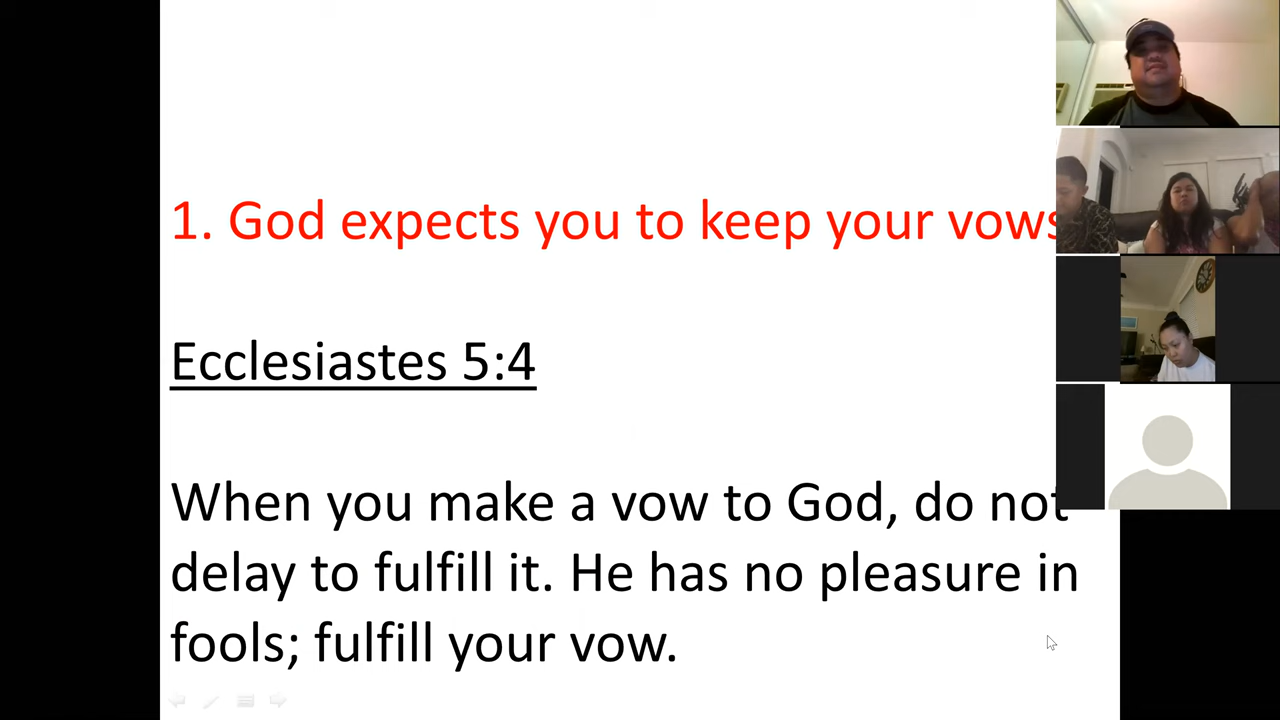 1. God expects you to keep your vows
Ecclesiastes 5:4
When you make a vow to God, do not
delay to fulfill it. He has no pleasure in
fools; fulfill your vow.